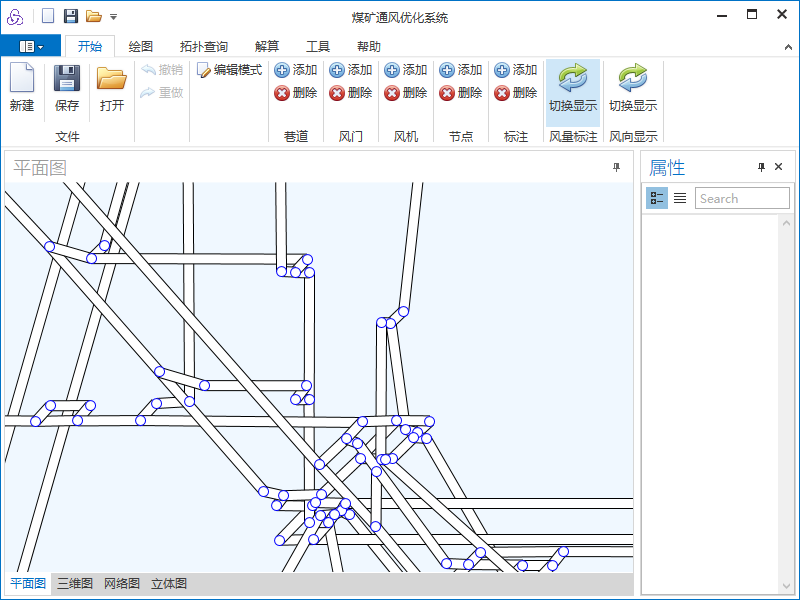 煤矿通风优化系统
开始 绘图 拓扑查询 解算 工具 帮助
撤销 编辑模式 添加 添加 添加 添加 添加
重做 删除 删除 删除 删除 删除
新建 保存 打开 切换显示 切换显示
文件 巷道 风门 风机 节点 标注 风量标注 风向显示
平面图 属性
Search
平面图 三维图 网络图 立体图